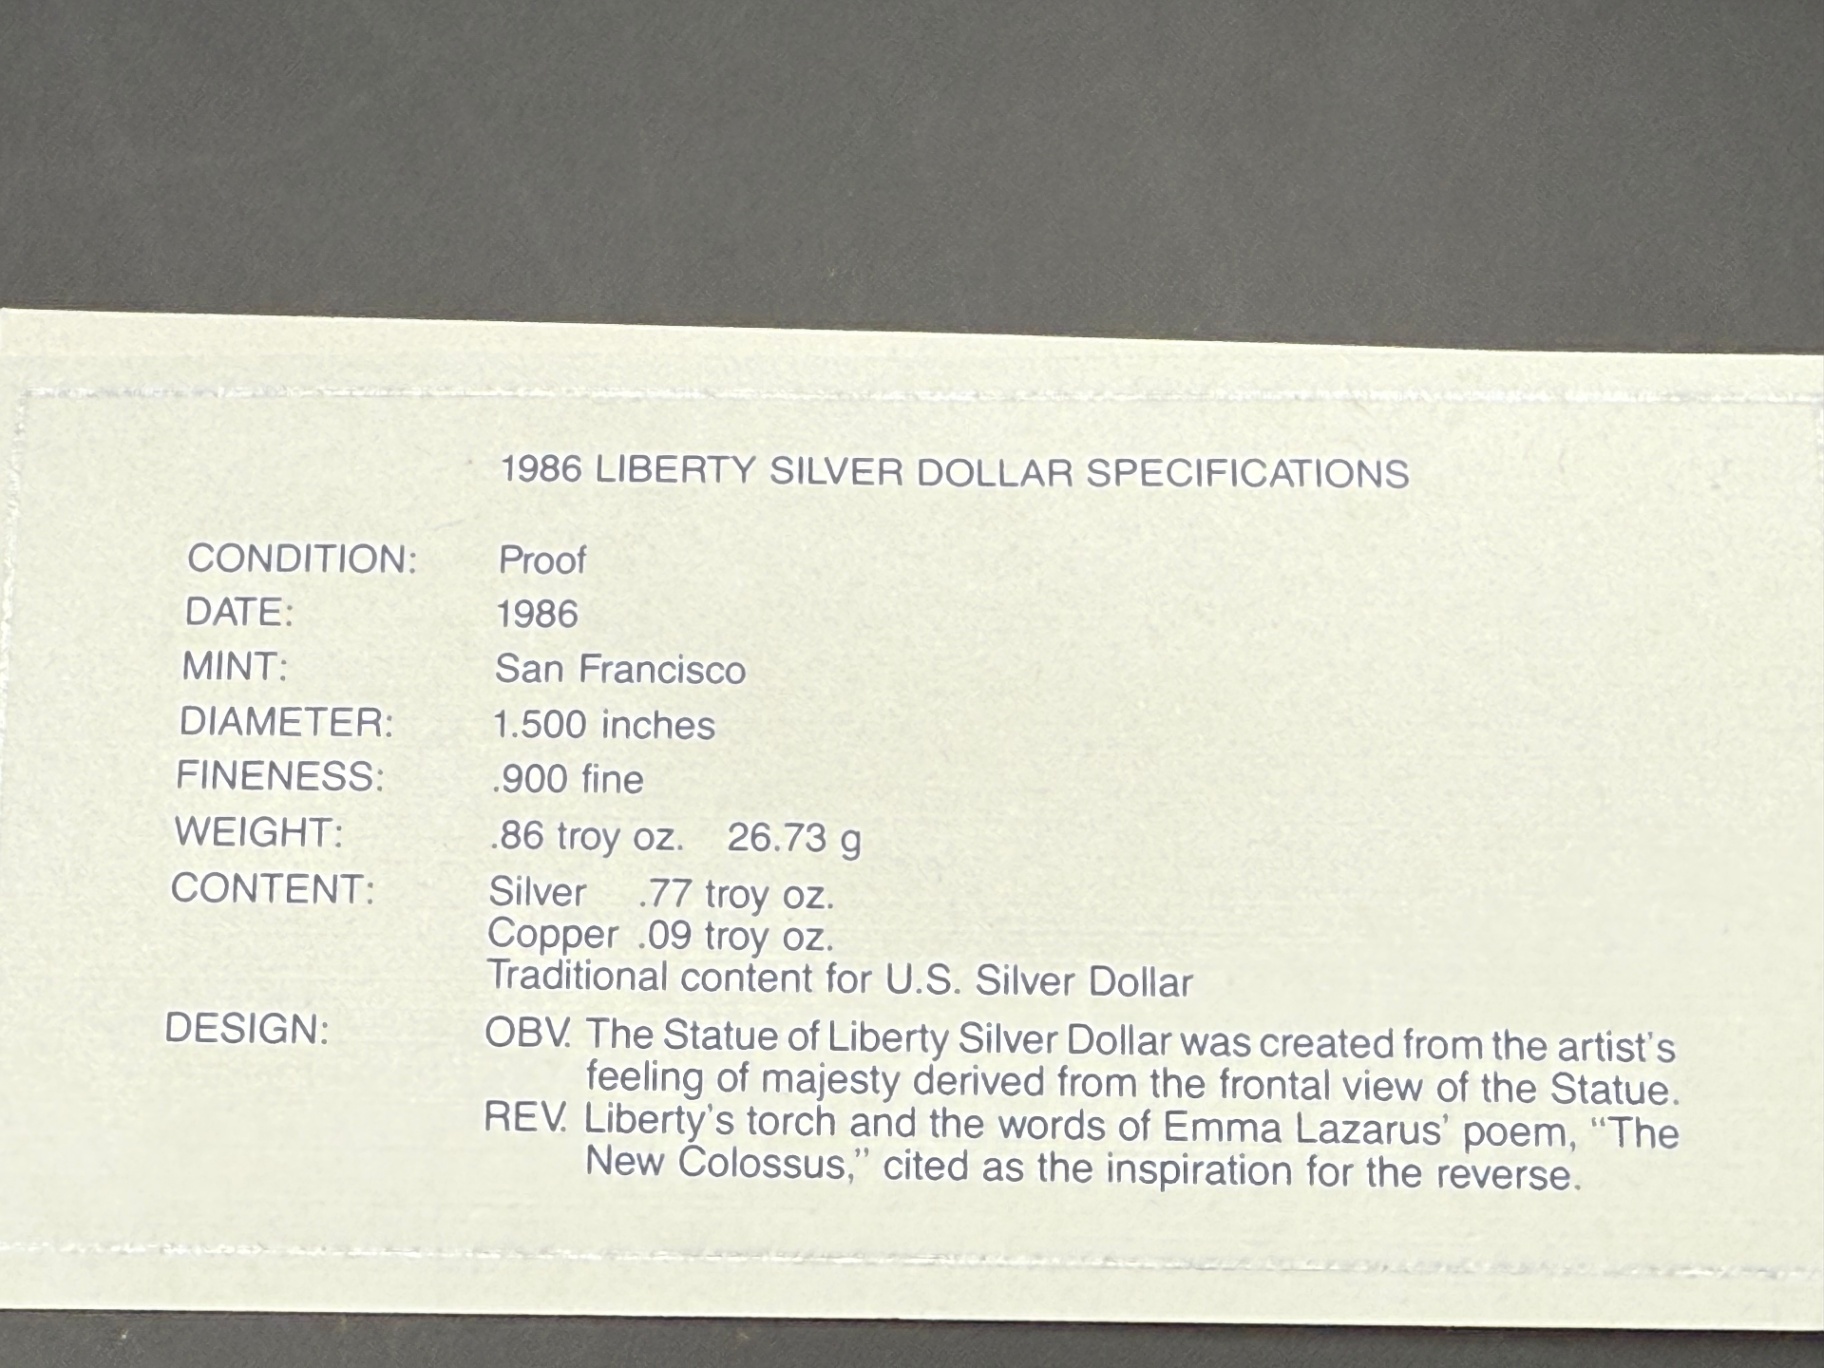 1986 LIBERTY SILVER DOLLAR SPECIFICATIONS
CONDITION: Proof
DATE: 1986
MINT: San Francisco
DIAMETER: 1.500 inches
FINENESS: .900 fine
WEIGHT: .86 troy oz. 26.73 g
CONTENT: Silver .77 troy oz.
Copper .09 troy oz.
Traditional content for U.S. Silver Dollar
DESIGN: OBV. The Statue of Liberty Silver Dollar was created from the artist's
feeling of majesty derived from the frontal view of the Statue.
REV. Liberty's torch and the words of Emma Lazarus' poem, "The
New Colossus," cited as the inspiration for the reverse.